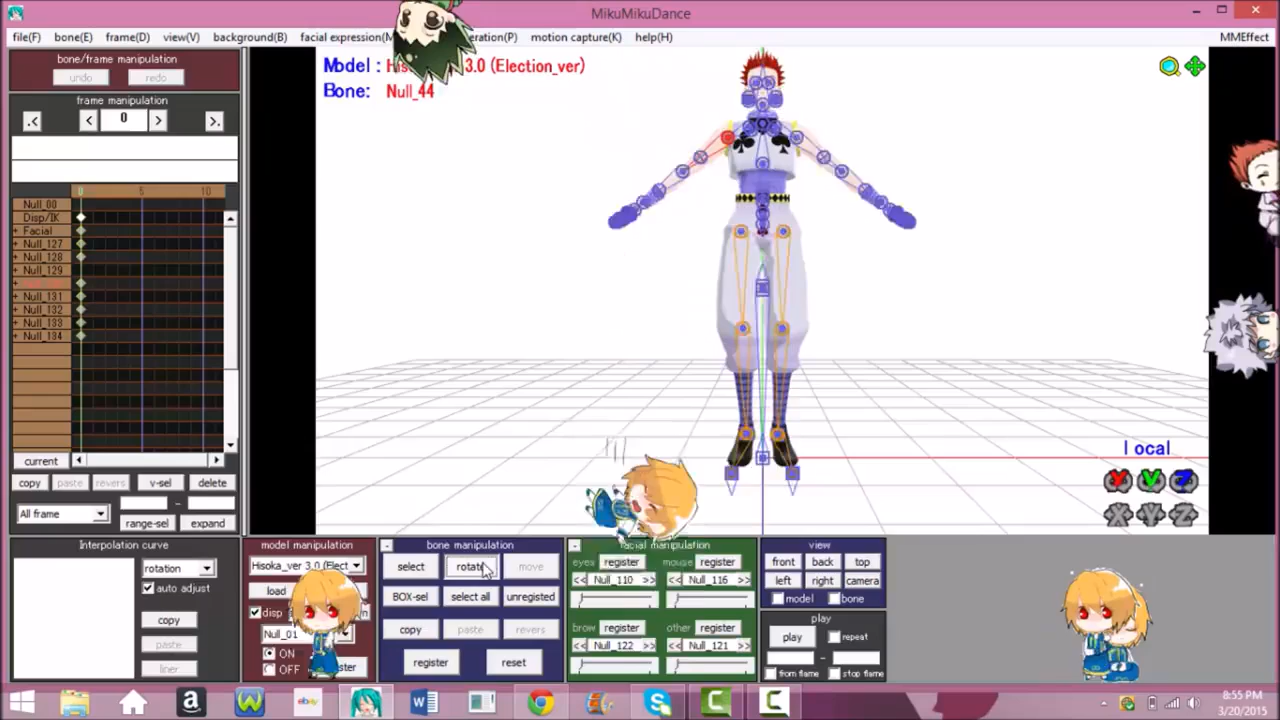 MikuMikuDance
file(F) bone(E) frame(D) view(V) background(B) facial expression(M help(H)
motion capture(K) MMEffect
bone/frame manipulation
undo redo
frame manipulation
.< < 0 > >.
Model : 3.0 (Election_ver)
Bone: Null_44
0 5 10
Null_00
Disp/IK
+ Facial
+ Null_127
+ Null_128
+ Null_129
+ Null_131
+ Null_132
+ Null_133
+ Null_134
local
current
copy paste revers v-sel delete
All frame -
range-sel expand
X Y Z
Interpolation curve
rotation
auto adjust
copy
paste
liner
model manipulation
Hisoka_ver 3.0 (Elect
load
disp
Null_01
ON
OFF
- bone manipulation
select rotate move
BOX-sel select all unregisted
copy paste revers
register reset
- facial manipulation
eyes register mouse register
<< Null_110 >> << Null_116 >>
brow register other register
<< Null_122 >> << Null_121 >>
view
front back top
left right camera
model bone
play
play repeat
-
from flame stop flame
8:55 PM
3/20/2015